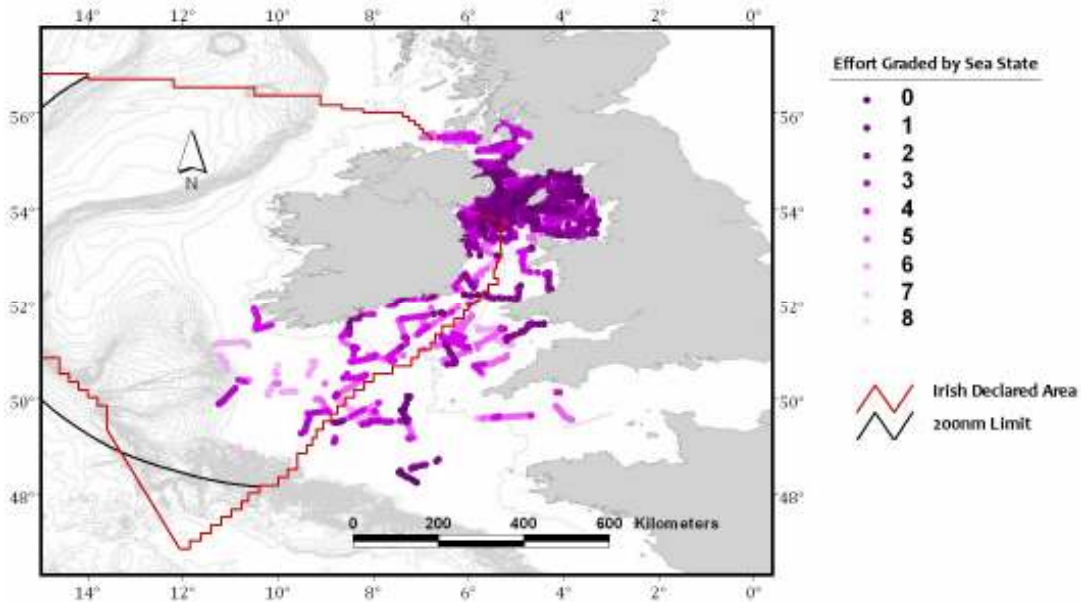 14° 12° 10° 8° 6° 4° 2° 0°
Effort Graded by Sea State
0
1
2
3
4
5
6
7
8
56° 56°
N
54° 54°
52° 52°
50° 50°
48° 48°
Irish Declared Area
200nm Limit
0 200 400 600 Kilometers
14° 12° 10° 8° 6° 4° 2° 0°